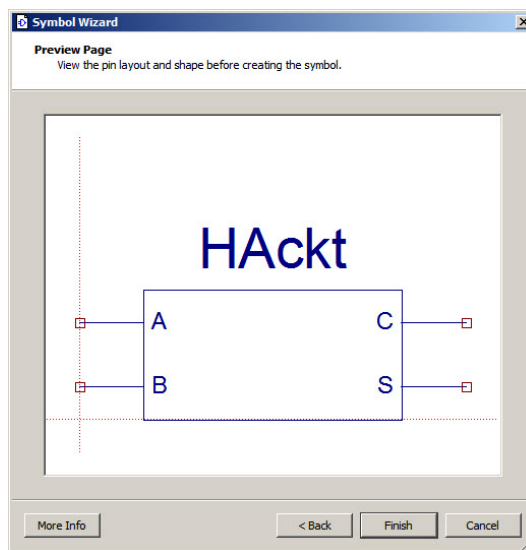 Symbol Wizard
Preview Page
View the pin layout and shape before creating the symbol.
HAckt
A C
B S
More Info < Back Finish Cancel